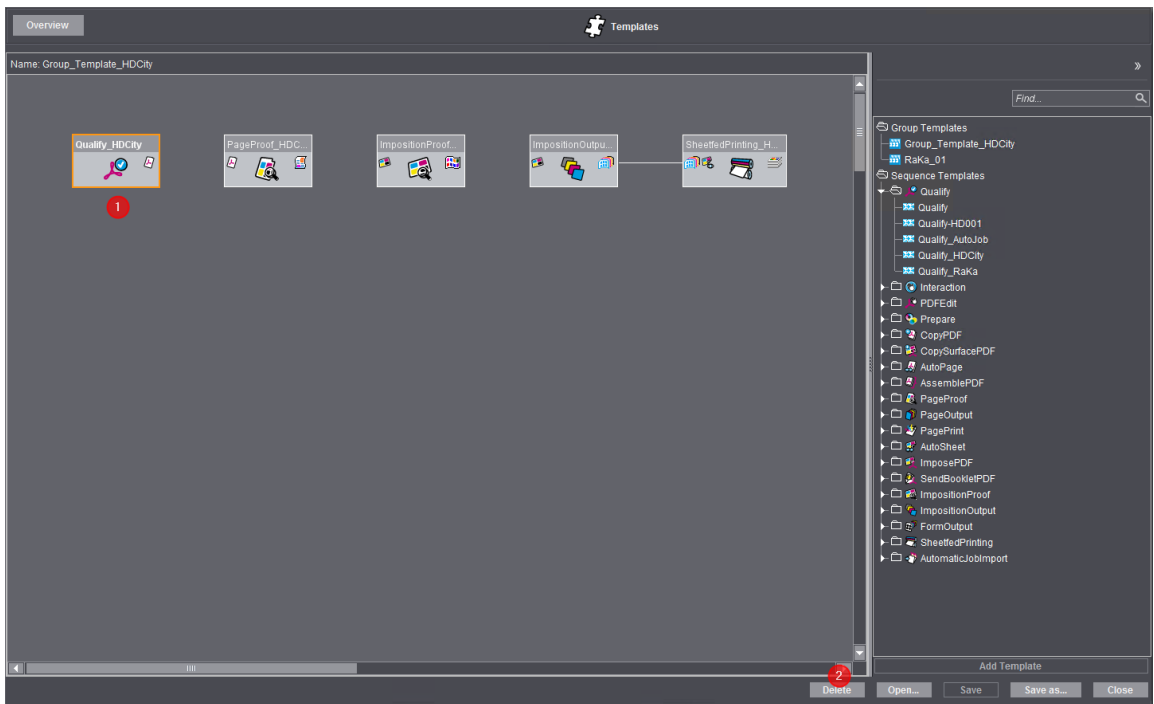 Overview
Templates
Name: Group_Template_HDCity
»
Find...
Qualify_HDCity
PageProof_HDC...
ImpositionProof...
ImpositionOutpu...
SheetfedPrinting_H...
1
Group Templates
Group_Template_HDCity
RaKa_01
Sequence Templates
Qualify
Qualify
Qualify-HD001
Qualify_AutoJob
Qualify_HDCity
Qualify_RaKa
Interaction
PDFEdit
Prepare
CopyPDF
CopySurfacePDF
AutoPage
AssemblePDF
PageProof
PageOutput
PagePrint
AutoSheet
ImposePDF
SendBookletPDF
ImpositionProof
ImpositionOutput
FormOutput
SheetfedPrinting
AutomaticJobImport
Add Template
2
Delete
Open...
Save
Save as...
Close